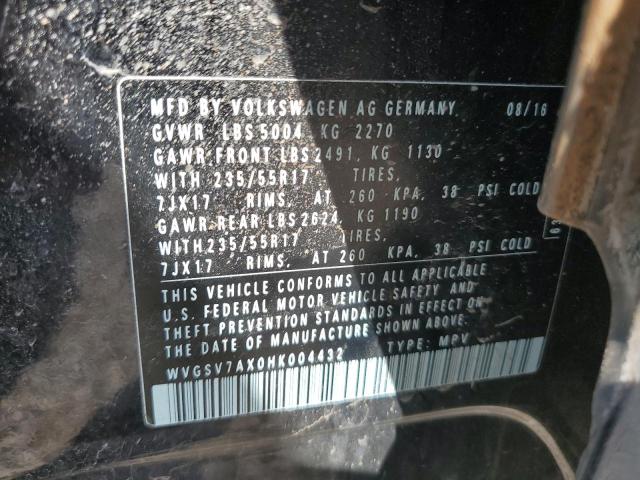 MFD BY VOLKSWAGEN AG GERMANY 08/16
GVWR LBS 5004, KG 2270
GAWR FRONT LBS 2491, KG 1130
WITH 235/55R17 TIRES,
7JX17 RIMS, AT 260 KPA, 38 PSI COLD
GAWR REAR LBS 2624, KG 1190
WITH 235/55R17 TIRES,
7JX17 RIMS, AT 260 KPA, 38 PSI COLD
THIS VEHICLE CONFORMS TO ALL APPLICABLE
U.S. FEDERAL MOTOR VEHICLE SAFETY AND
THEFT PREVENTION STANDARDS IN EFFECT ON
THE DATE OF MANUFACTURE SHOWN ABOVE.
WVGSV7AX0HK004432 TYPE: MPV